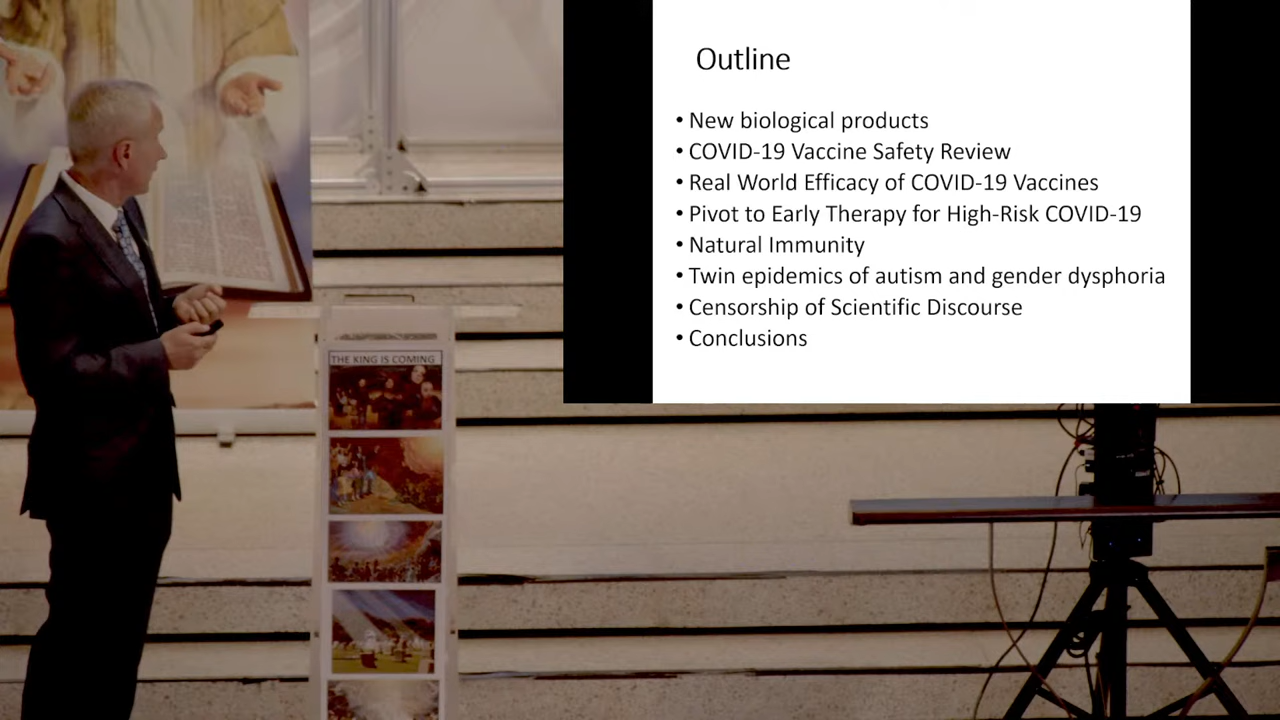 Outline
• New biological products
• COVID-19 Vaccine Safety Review
• Real World Efficacy of COVID-19 Vaccines
• Pivot to Early Therapy for High-Risk COVID-19
• Natural Immunity
• Twin epidemics of autism and gender dysphoria
• Censorship of Scientific Discourse
• Conclusions
THE KING IS COMING